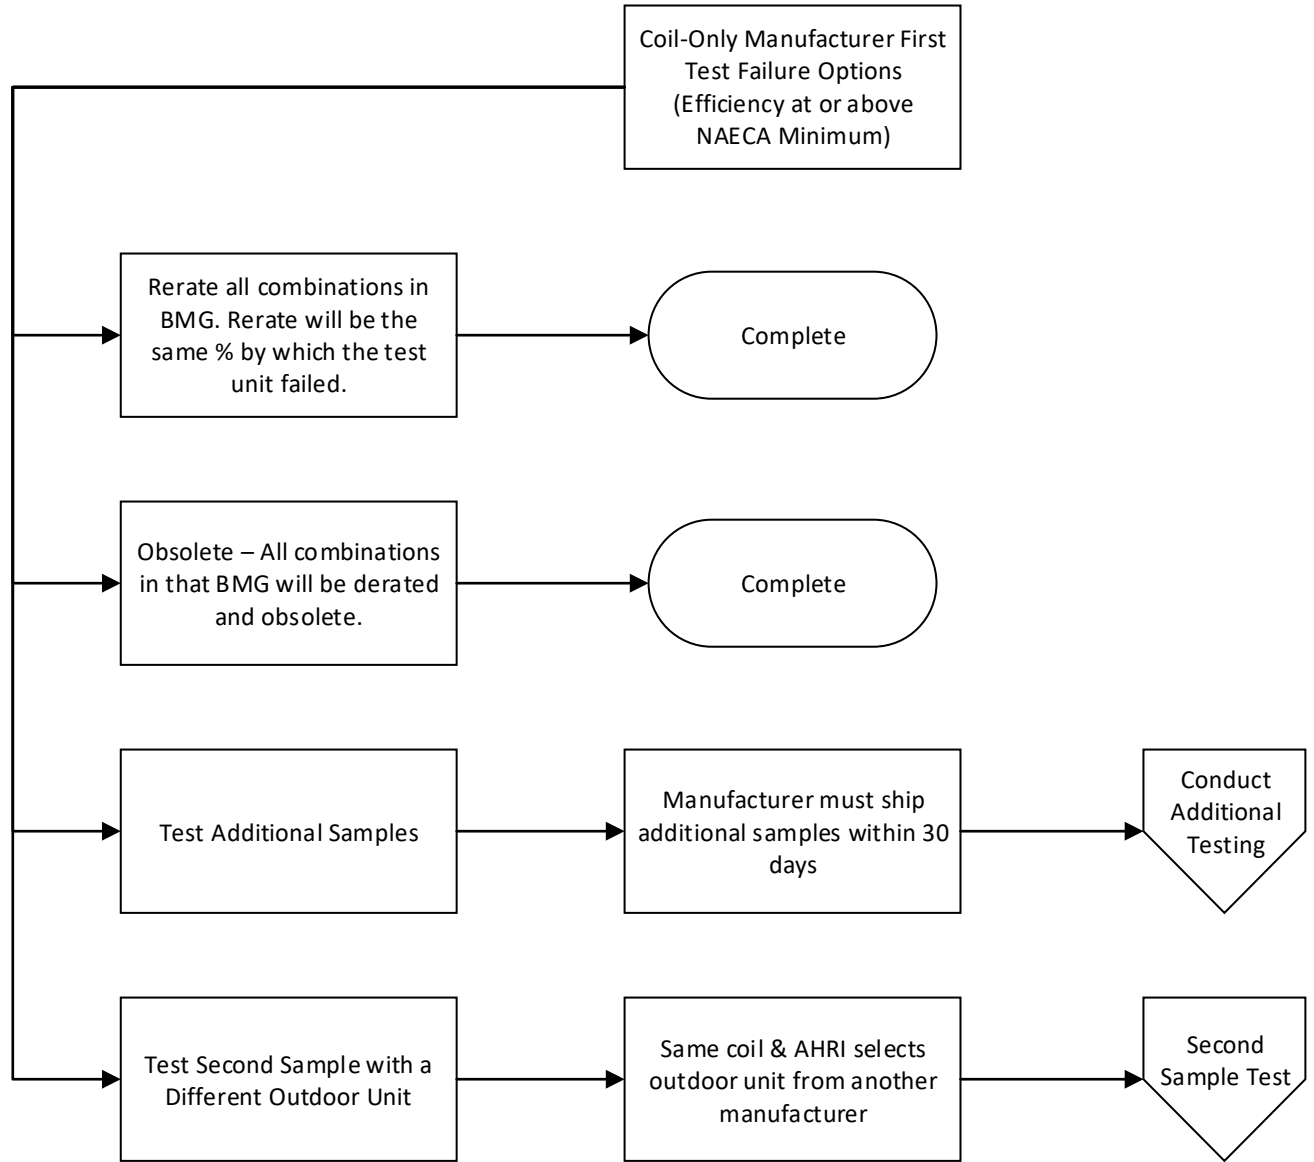 Coil-Only Manufacturer First
Test Failure Options
(Efficiency at or above
NAECA Minimum)
Rerate all combinations in
BMG. Rerate will be the
same % by which the test
unit failed.
Complete
Obsolete – All combinations
in that BMG will be derated
and obsolete.
Complete
Test Additional Samples
Manufacturer must ship
additional samples within 30
days
Conduct
Additional
Testing
Test Second Sample with a
Different Outdoor Unit
Same coil & AHRI selects
outdoor unit from another
manufacturer
Second
Sample Test